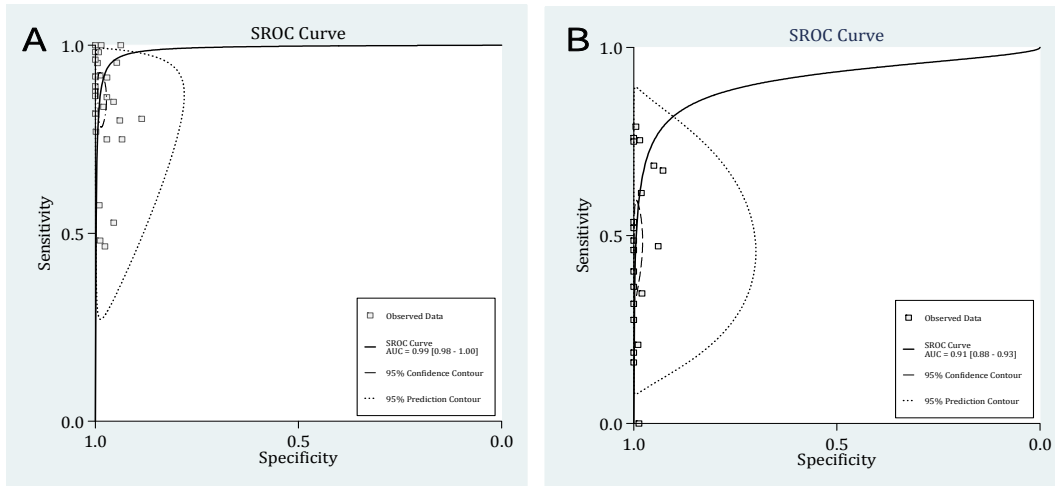 A
SROC Curve
1.0
0.5
0.0
Sensitivity
1.0
0.5
0.0
Specificity
Observed Data
SROC Curve
AUC = 0.99 [0.98 - 1.00]
95% Confidence Contour
95% Prediction Contour
B
SROC Curve
1.0
0.5
0.0
Sensitivity
1.0
0.5
0.0
Specificity
Observed Data
SROC Curve
AUC = 0.91 [0.88 - 0.93]
95% Confidence Contour
95% Prediction Contour